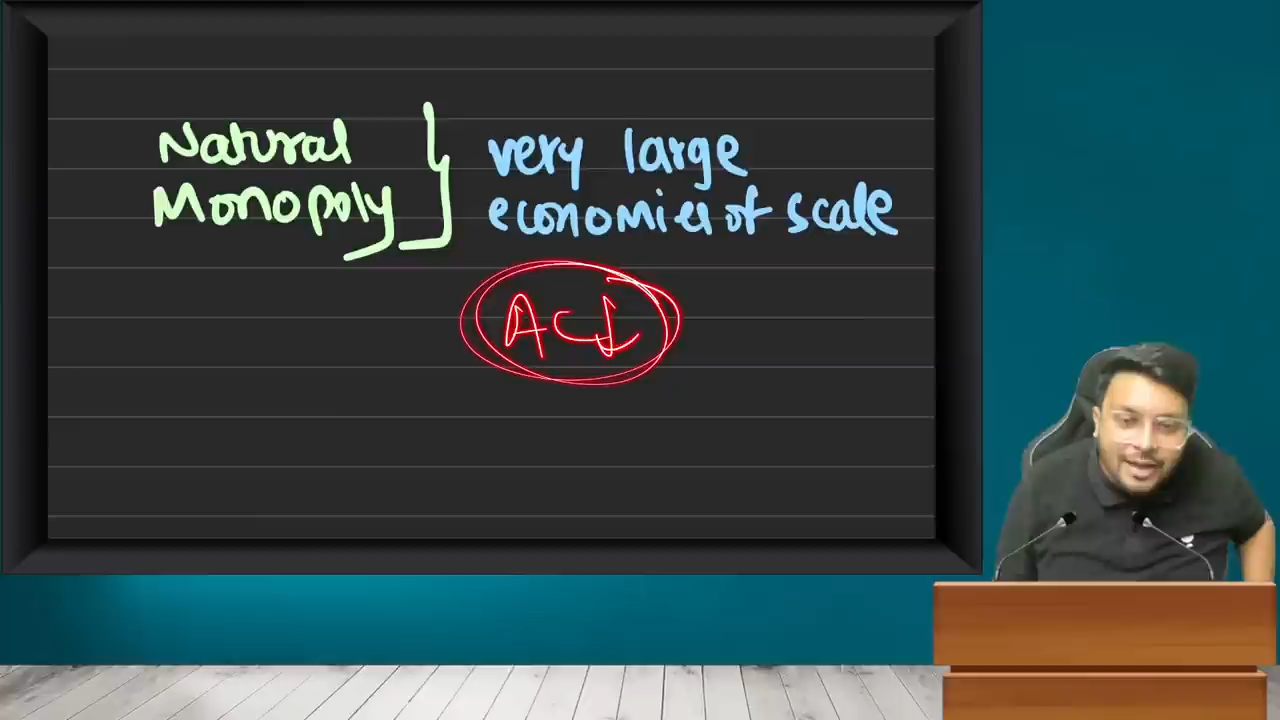 Natural
Monopoly
very large
economies of scale
AC↓